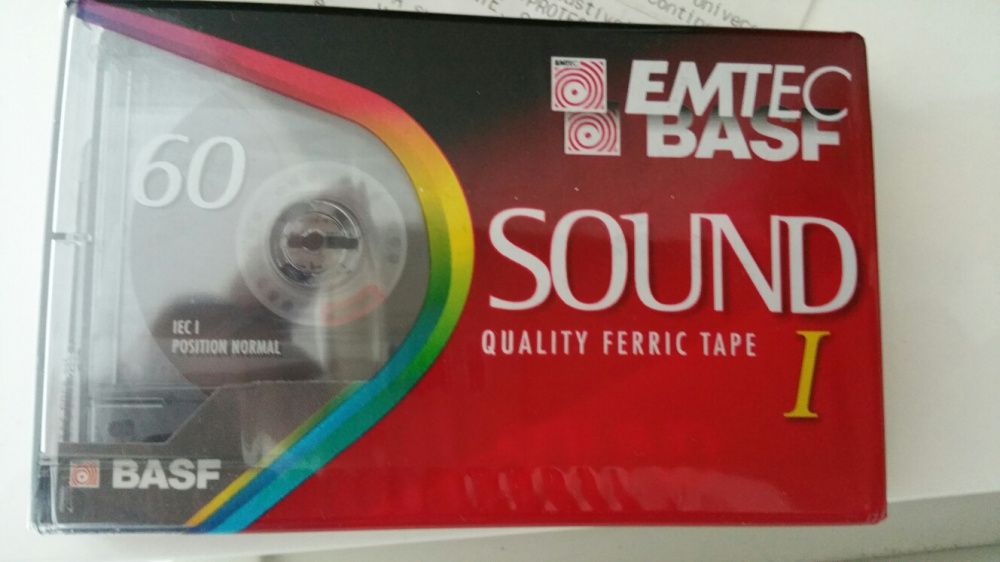 EMTEC
EMTEC
BASF
60
SOUND
I
QUALITY FERRIC TAPE
IEC I
POSITION NORMAL
BASF